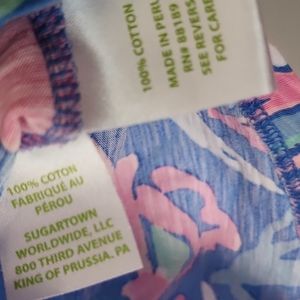 100% COTTON
MADE IN PERU
RN# 88189
SEE REVERSE
FOR CARE
100% COTON
FABRIQUÉ AU
PÉROU
SUGARTOWN
WORLDWIDE, LLC
800 THIRD AVENUE
KING OF PRUSSIA, PA